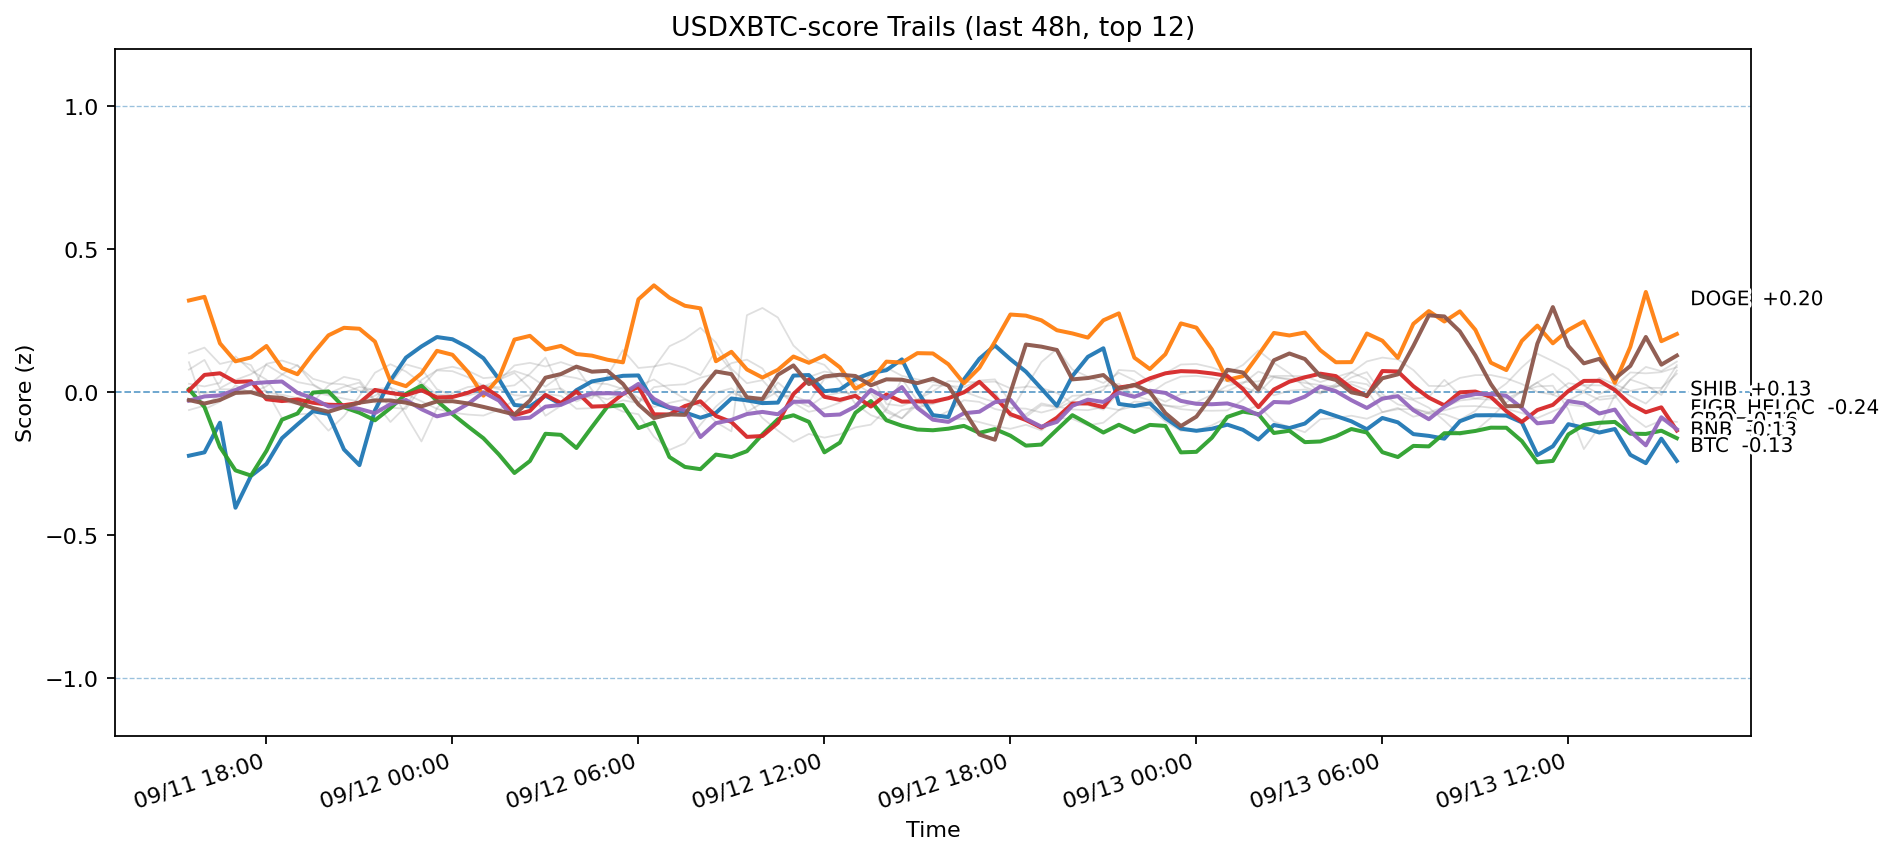 USDXBTC-score Trails (last 48h, top 12)
Score (z)
1.0
0.5
0.0
−0.5
−1.0
DOGE +0.20
SHIB +0.13
FIGR_HELOC -0.24
CRO -0.16
BNB -0.13
BTC -0.13
09/11 18:00
09/12 00:00
09/12 06:00
09/12 12:00
09/12 18:00
09/13 00:00
09/13 06:00
09/13 12:00
Time